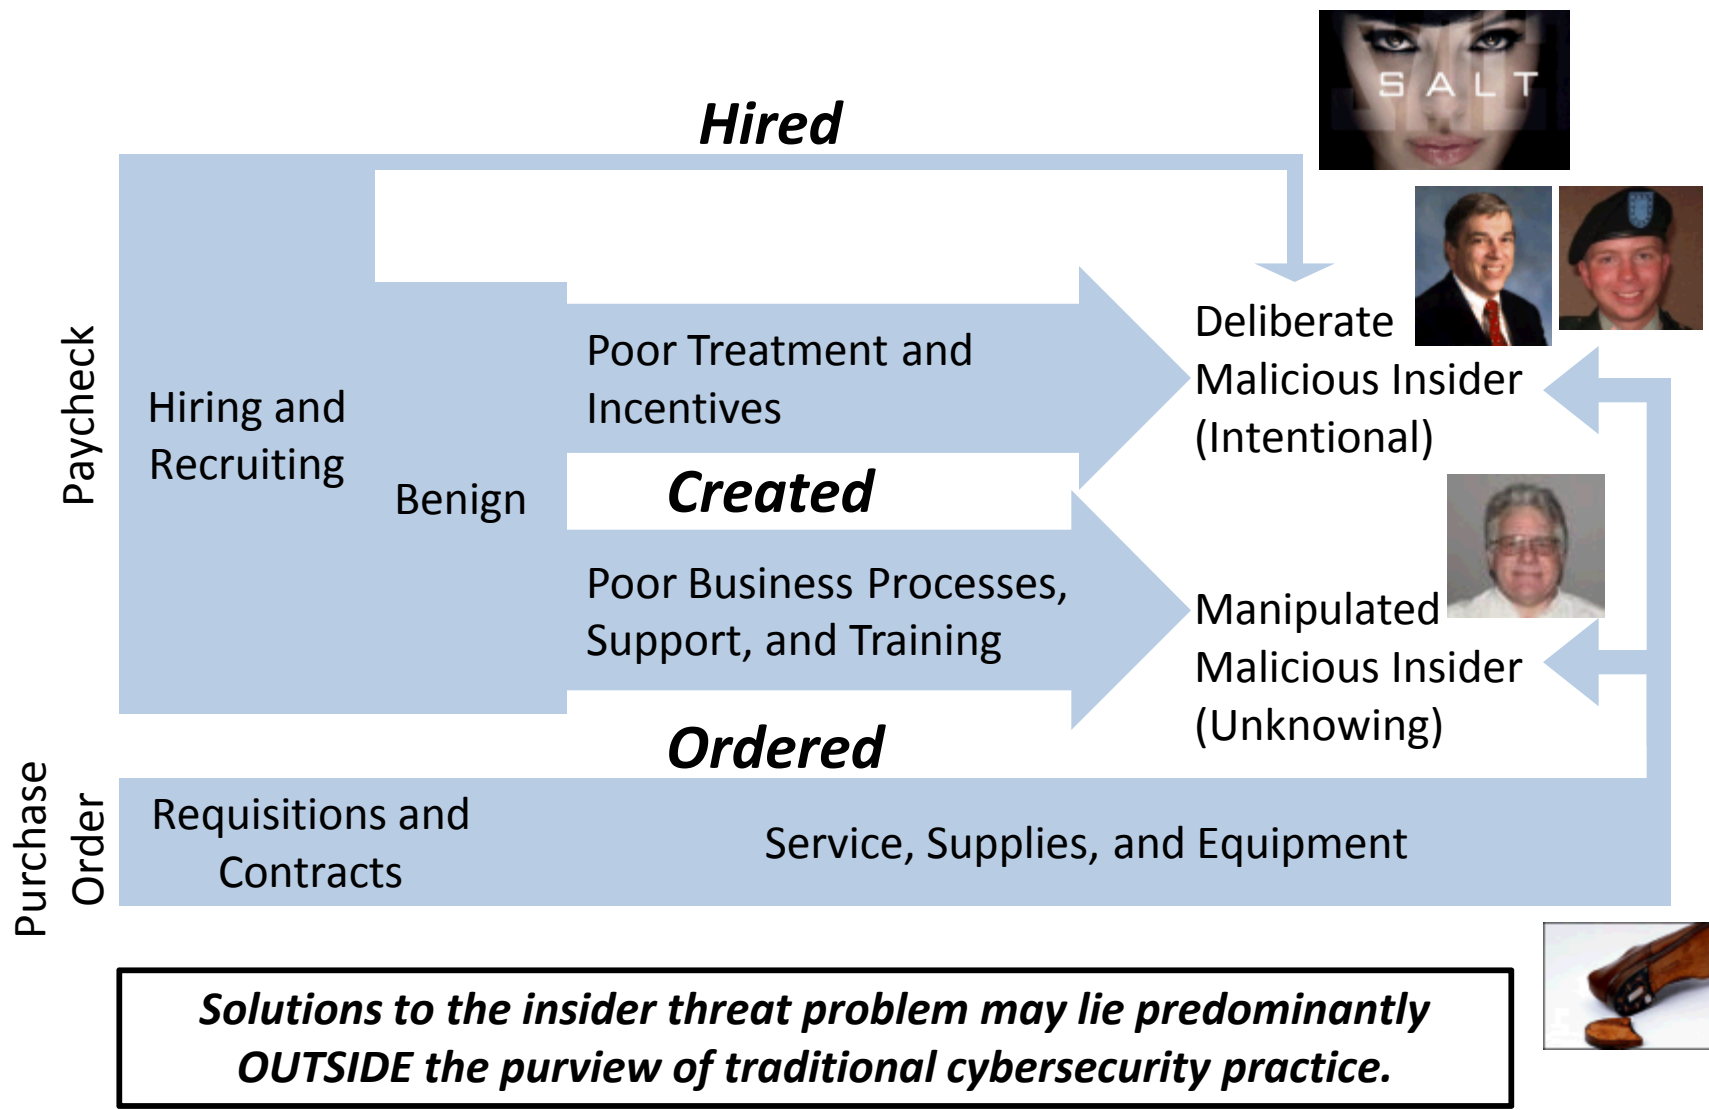 SALT
Hired
Paycheck
Hiring and
Recruiting
Benign
Poor Treatment and
Incentives
Deliberate
Malicious Insider
(Intentional)
Created
Poor Business Processes,
Support, and Training
Manipulated
Malicious Insider
(Unknowing)
Ordered
Purchase
Order
Requisitions and
Contracts
Service, Supplies, and Equipment
Solutions to the insider threat problem may lie predominantly
OUTSIDE the purview of traditional cybersecurity practice.